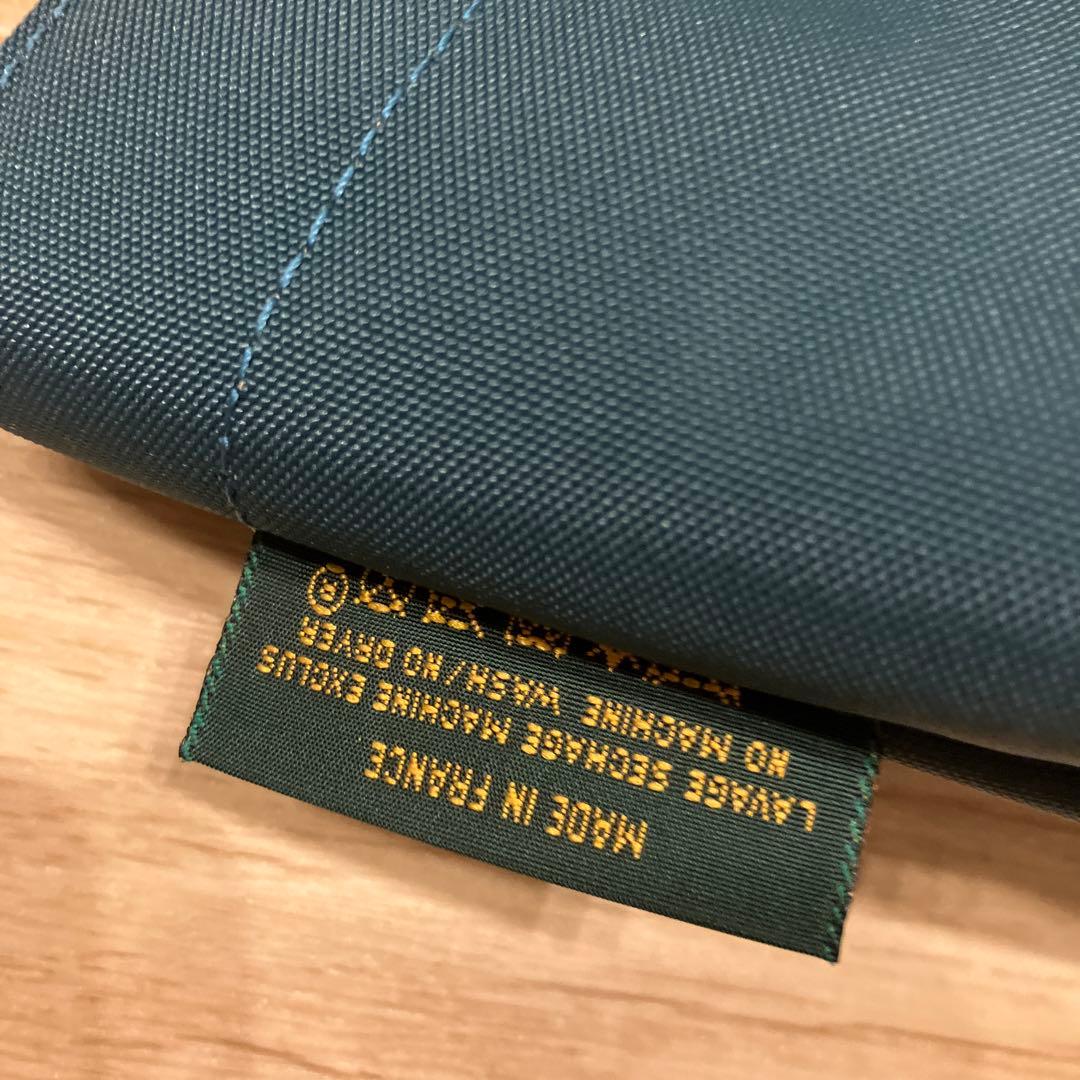 NO MACHINE WASH/NO DRYER
LAVAGE SECHAGE MACHINE EXCLUS
MADE IN FRANCE